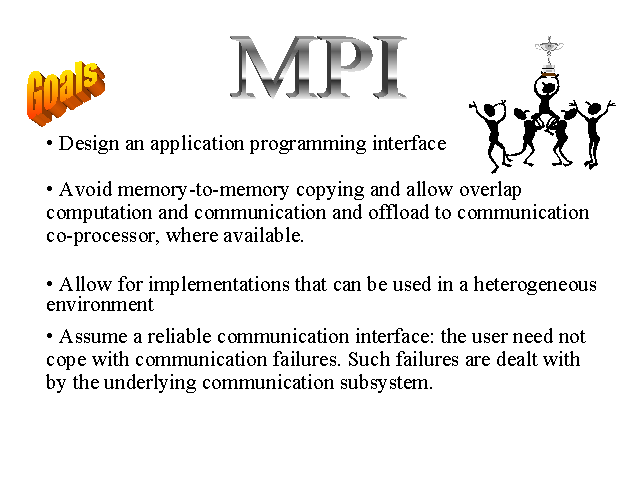 Goals
MPI
• Design an application programming interface
• Avoid memory-to-memory copying and allow overlap
computation and communication and offload to communication
co-processor, where available.
• Allow for implementations that can be used in a heterogeneous
environment
• Assume a reliable communication interface: the user need not
cope with communication failures. Such failures are dealt with
by the underlying communication subsystem.